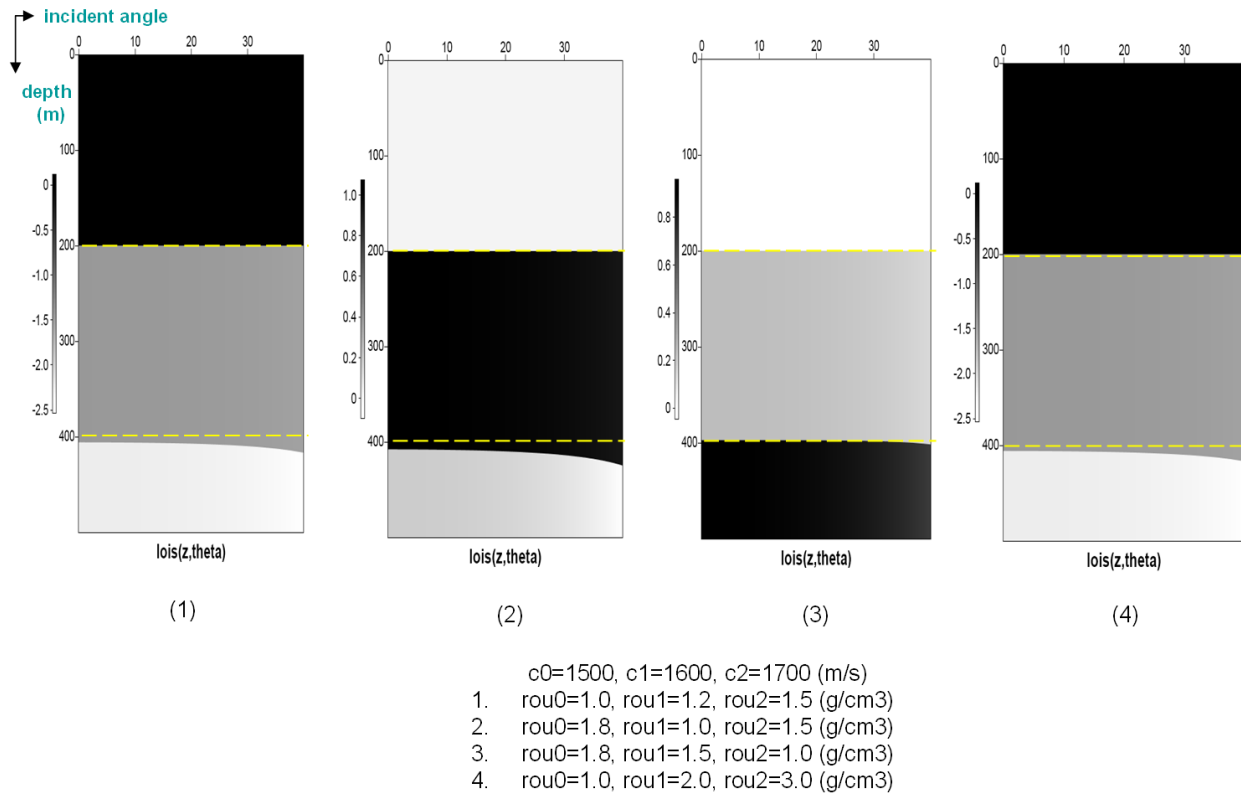 incident angle
depth
(m)
0 10 20 30
0
100
200
300
400
0
-0.5
-1.0
-1.5
-2.0
-2.5
lois(z,theta)
(1)
0 10 20 30
0
100
200
300
400
1.0
0.8
0.6
0.4
0.2
0
lois(z,theta)
(2)
0 10 20 30
0
100
200
300
400
0.8
0.6
0.4
0.2
0
lois(z,theta)
(3)
0 10 20 30
0
100
200
300
400
0
-0.5
-1.0
-1.5
-2.0
-2.5
lois(z,theta)
(4)
c0=1500, c1=1600, c2=1700 (m/s)
1. rou0=1.0, rou1=1.2, rou2=1.5 (g/cm3)
2. rou0=1.8, rou1=1.0, rou2=1.5 (g/cm3)
3. rou0=1.8, rou1=1.5, rou2=1.0 (g/cm3)
4. rou0=1.0, rou1=2.0, rou2=3.0 (g/cm3)